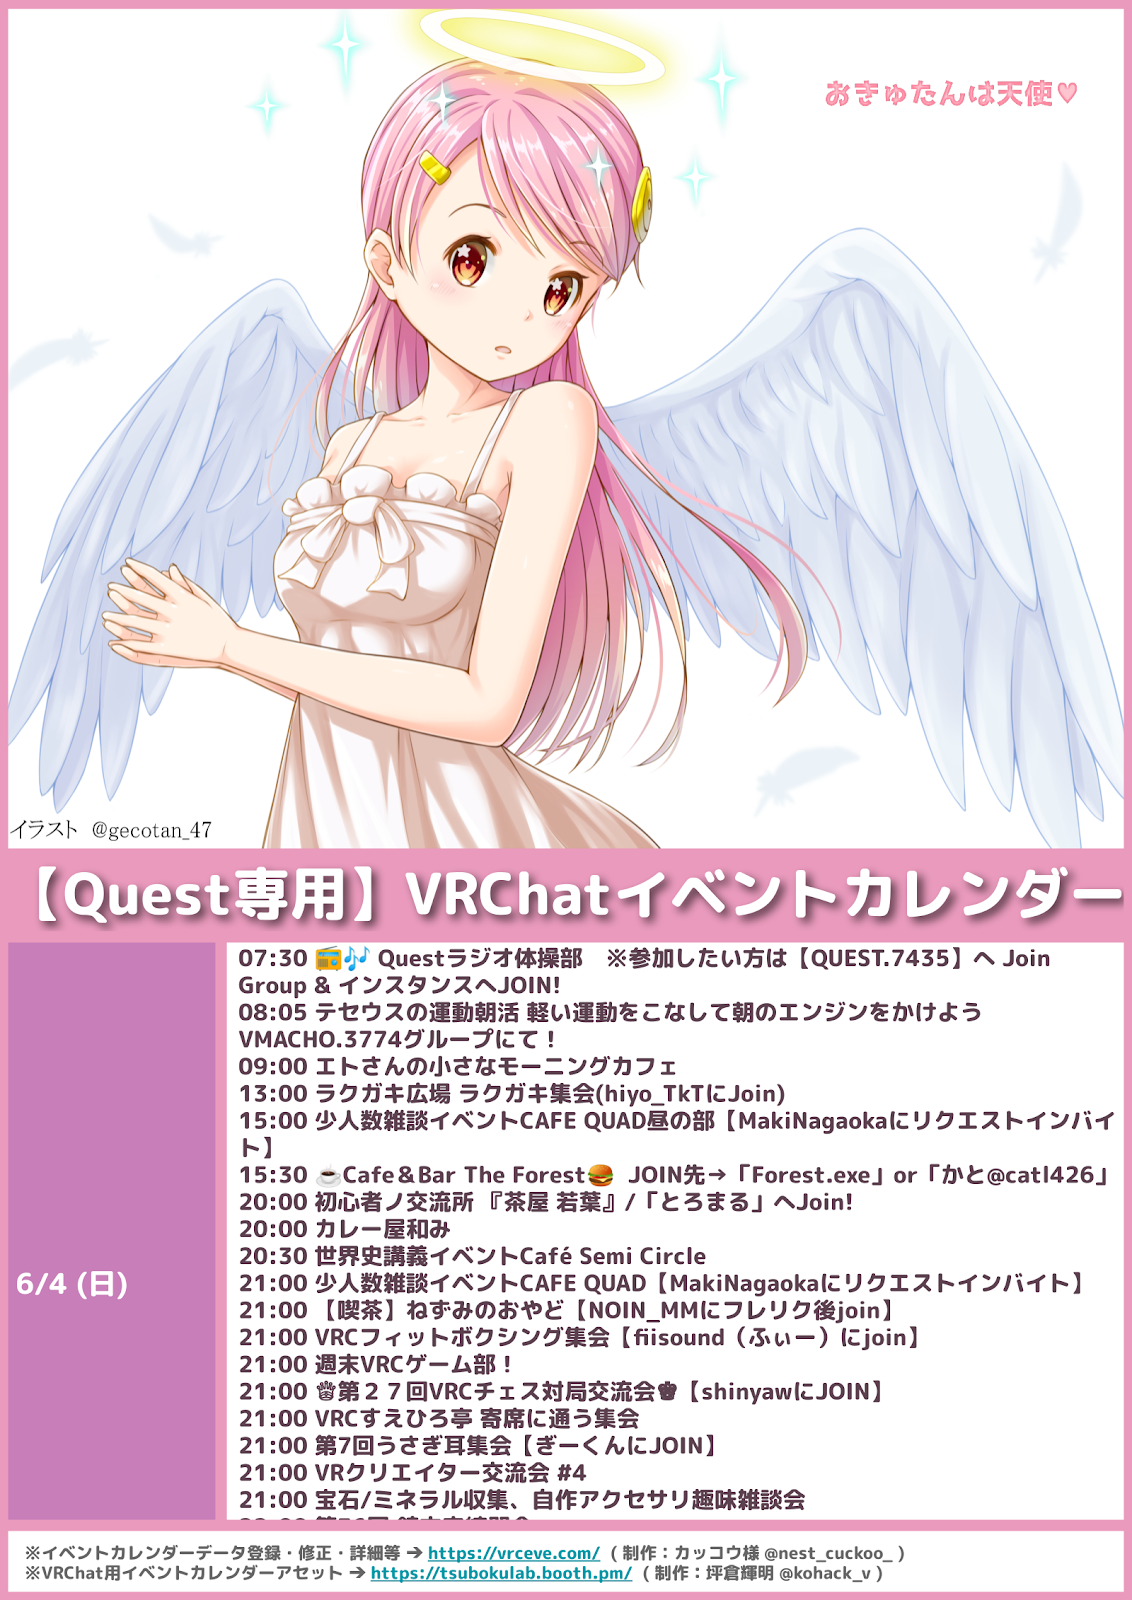 おきゅたんは天使♥
イラスト @gecotan_47
【Quest専用】VRChatイベントカレンダー
6/4 (日)
07:30 📻🎶 Questラジオ体操部 ※参加したい方は【QUEST.7435】へ Join
Group & インスタンスへJOIN!
08:05 テセウスの運動朝活 軽い運動をこなして朝のエンジンをかけよう
VMACHO.3774グループにて!
09:00 エトさんの小さなモーニングカフェ
13:00 ラクガキ広場 ラクガキ集会(hiyo_TkTにJoin)
15:00 少人数雑談イベントCAFE QUAD昼の部【MakiNagaokaにリクエストインバイ
ト】
15:30 ☕Cafe&Bar The Forest🍔 JOIN先→「Forest.exe」or「かと@catl426」
20:00 初心者ノ交流所 『茶屋 若葉』/「とろまる」へJoin!
20:00 カレー屋和み
20:30 世界史講義イベントCafé Semi Circle
21:00 少人数雑談イベントCAFE QUAD【MakiNagaokaにリクエストインバイト】
21:00 【喫茶】ねずみのおやど【NOIN_MMにフレリク後join】
21:00 VRCフィットボクシング集会【fiisound（ふぃー）にjoin】
21:00 週末VRCゲーム部！
21:00 ♕第２７回VRCチェス対局交流会♚【shinyawにJOIN】
21:00 VRCすえひろ亭 寄席に通う集会
21:00 第7回うさぎ耳集会【ぎーくんにJOIN】
21:00 VRクリエイター交流会 #4
21:00 宝石/ミネラル収集、自作アクセサリ趣味雑談会
※イベントカレンダーデータ登録・修正・詳細等 → https://vrceve.com/ ( 制作：カッコウ様 @nest_cuckoo_ )
※VRChat用イベントカレンダーアセット → https://tsubokulab.booth.pm/ ( 制作：坪倉輝明 @kohack_v )